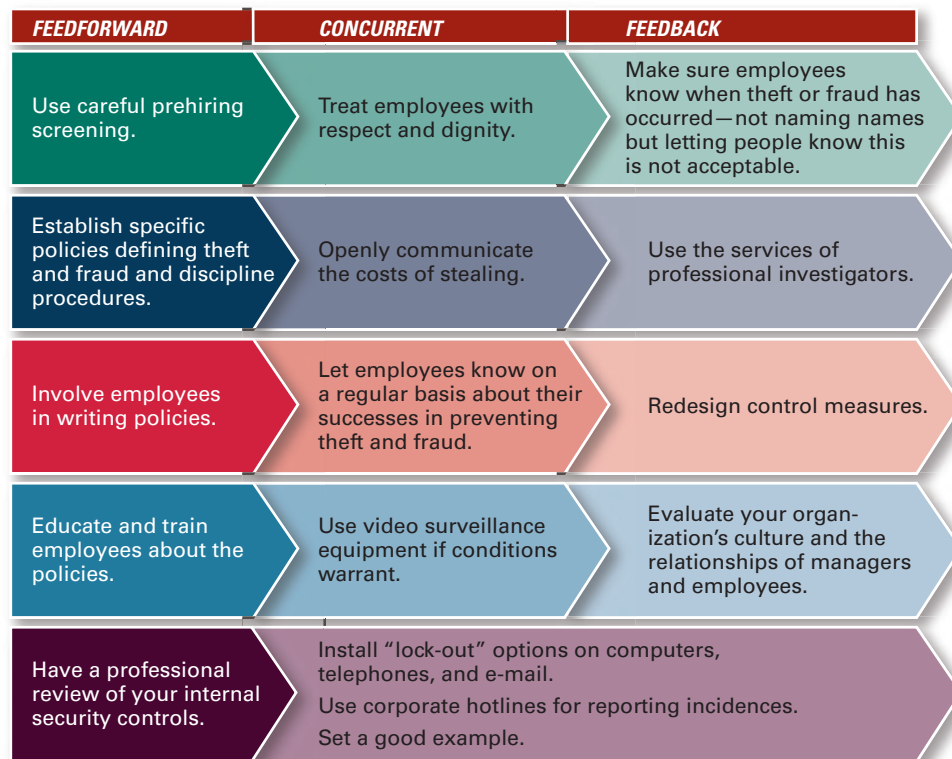 FEEDFORWARD
CONCURRENT
FEEDBACK
Use careful prehiring
screening.
Treat employees with
respect and dignity.
Make sure employees
know when theft or fraud has
occurred—not naming names
but letting people know this
is not acceptable.
Establish specific
policies defining theft
and fraud and discipline
procedures.
Openly communicate
the costs of stealing.
Use the services of
professional investigators.
Involve employees
in writing policies.
Let employees know on
a regular basis about their
successes in preventing
theft and fraud.
Redesign control measures.
Educate and train
employees about the
policies.
Use video surveillance
equipment if conditions
warrant.
Evaluate your organ-
ization’s culture and the
relationships of managers
and employees.
Have a professional
review of your internal
security controls.
Install “lock-out” options on computers,
telephones, and e-mail.
Use corporate hotlines for reporting incidences.
Set a good example.